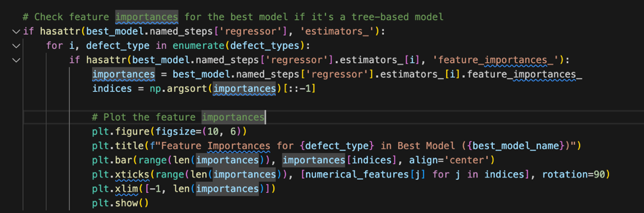 # Check feature importances for the best model if it's a tree-based model
if hasattr(best_model.named_steps['regressor'], 'estimators_'):
    for i, defect_type in enumerate(defect_types):
        if hasattr(best_model.named_steps['regressor'].estimators_[i], 'feature_importances_'):
            importances = best_model.named_steps['regressor'].estimators_[i].feature_importances_
            indices = np.argsort(importances)[::-1]

            # Plot the feature importances
            plt.figure(figsize=(10, 6))
            plt.title(f"Feature Importances for {defect_type} in Best Model ({best_model_name})")
            plt.bar(range(len(importances)), importances[indices], align='center')
            plt.xticks(range(len(importances)), [numerical_features[j] for j in indices], rotation=90)
            plt.xlim([-1, len(importances)])
            plt.show()